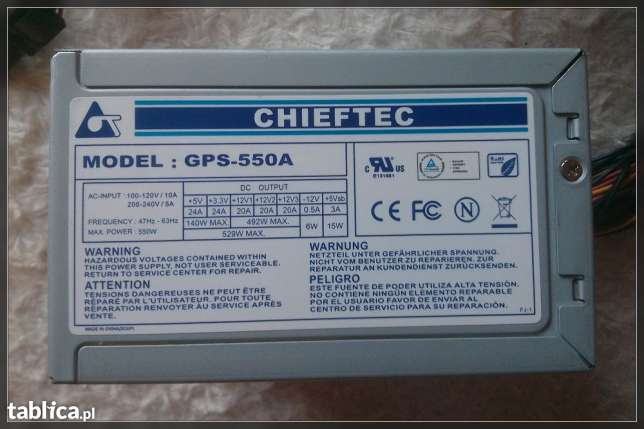 CHIEFTEC
MODEL : GPS-550A
AC-INPUT : 100-120V / 10A
200-240V / 5A
FREQUENCY : 47Hz - 63Hz
MAX. POWER : 550W
DC OUTPUT
+5V +3.3V +12V1 +12V2 +12V3 -12V +5Vsb
24A 24A 20A 20A 20A 0.5A 3A
140W MAX. 492W MAX. 6W 15W
529W MAX.
C UL US
E131881
CE FC N
WARNING
HAZARDOUS VOLTAGES CONTAINED WITHIN
THIS POWER SUPPLY, NOT USER SERVICEABLE.
RETURN TO SERVICE CENTER FOR REPAIR.
ATTENTION
TENSIONS DANGEREUSES NE DEVANT ÊTRE
RÉPARÉ PAR L'UTILISATEUR. POUR TOUTE
RÉPARATION RENVOYER AU SERVICE APRÈS
VENTE.
WARNUNG
NETZTEIL UNTER GEFÄHRLICHER SPANNUNG.
NICHT VOM BENUTZER ZU REPARIEREN. ZUR
REPARATUR AN KUNDENDIENST ZURÜCKSENDEN.
PELIGRO
ESTE FUENTE DE PODER UTILIZA ALTA TENSIÓN.
NO CONTIENE NINGÚN ELEMENTO REPARABLE
POR EL USUARIO FAVOR DE ENVIAR AL
CENTRO DE SERVICIO PARA SU REPARACION.
tablica.pl